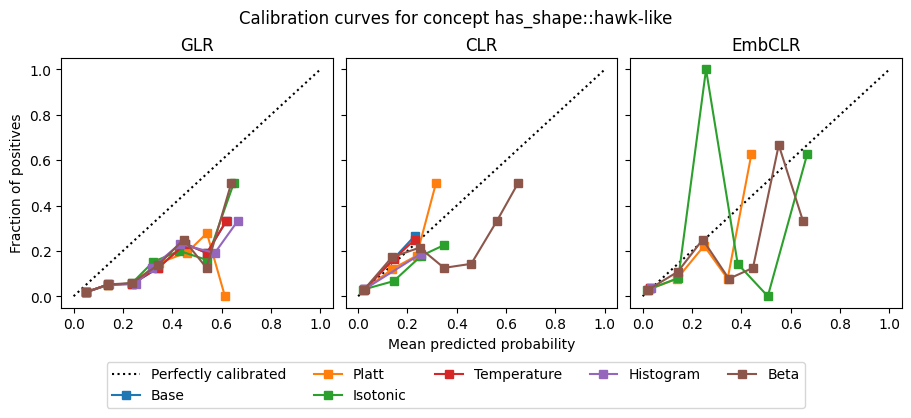 Calibration curves for concept has_shape::hawk-like
GLR
CLR
EmbCLR
Fraction of positives
1.0
0.8
0.6
0.4
0.2
0.0
0.0 0.2 0.4 0.6 0.8 1.0
0.0 0.2 0.4 0.6 0.8 1.0
0.0 0.2 0.4 0.6 0.8 1.0
Mean predicted probability
Perfectly calibrated Platt Temperature Histogram Beta
Base Isotonic